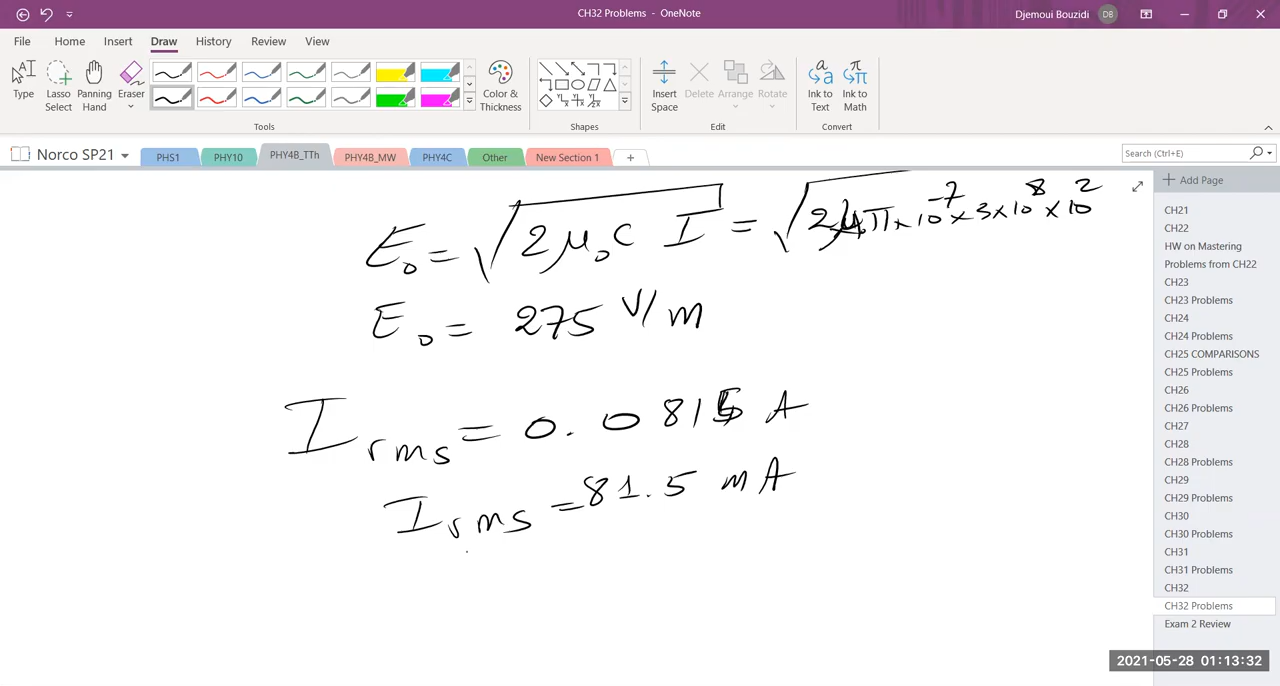 CH32 Problems - OneNote
Djemoui Bouzidi DB
File Home Insert Draw History Review View
Type Lasso Select Panning Hand Eraser Color & Thickness Insert Space Delete Arrange Rotate Ink to Text Ink to Math
Tools Shapes Edit Convert
Norco SP21 PHS1 PHY10 PHY4B_TTh PHY4B_MW PHY4C Other New Section 1 +
Search (Ctrl+E)
Add Page
CH21
CH22
HW on Mastering
Problems from CH22
CH23
CH23 Problems
CH24
CH24 Problems
CH25 COMPARISONS
CH25 Problems
CH26
CH26 Problems
CH27
CH28
CH28 Problems
CH29
CH29 Problems
CH30
CH30 Problems
CH31
CH31 Problems
CH32
CH32 Problems
Exam 2 Review
E₀ = √2μ₀c I = √2×4π×10⁻⁷×3×10⁸×10²
E₀ = 275 V/m
I rms = 0.0815 A
I rms = 81.5 mA
2021-05-28 01:13:32